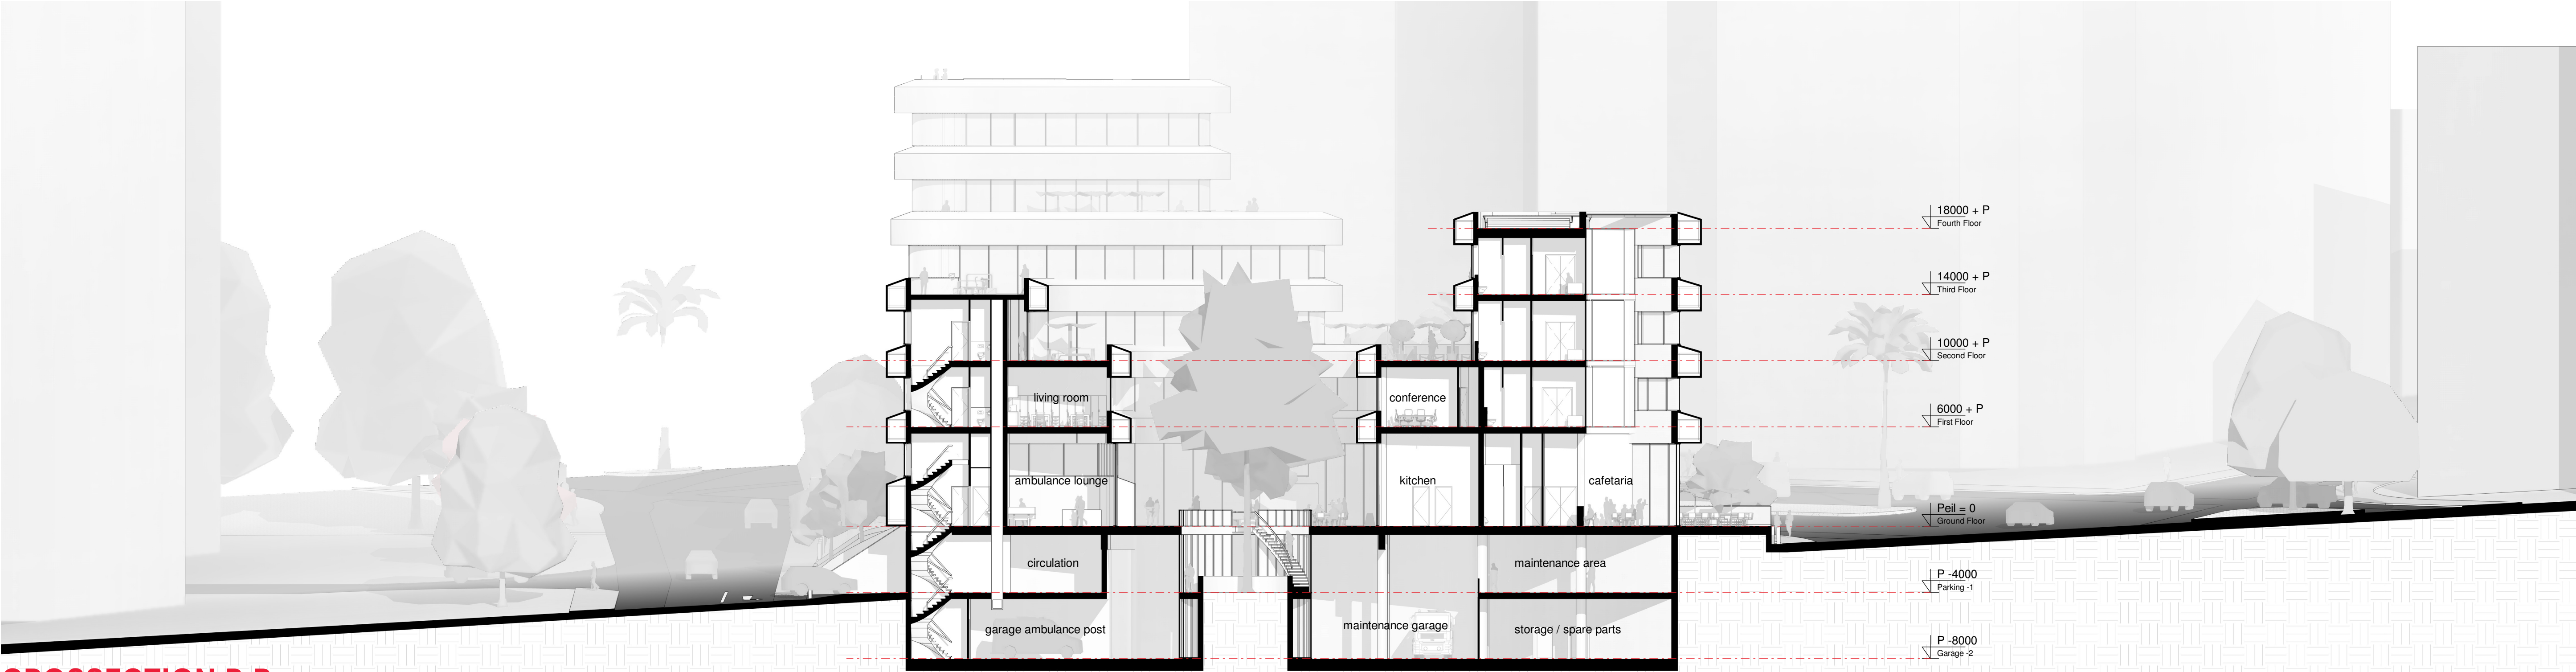 18000 + P
Fourth Floor
14000 + P
Third Floor
10000 + P
Second Floor
living room
conference
6000 + P
First Floor
ambulance lounge
kitchen
cafetaria
Peil = 0
Ground Floor
circulation
maintenance area
P -4000
Parking -1
garage ambulance post
maintenance garage
storage / spare parts
P -8000
Garage -2